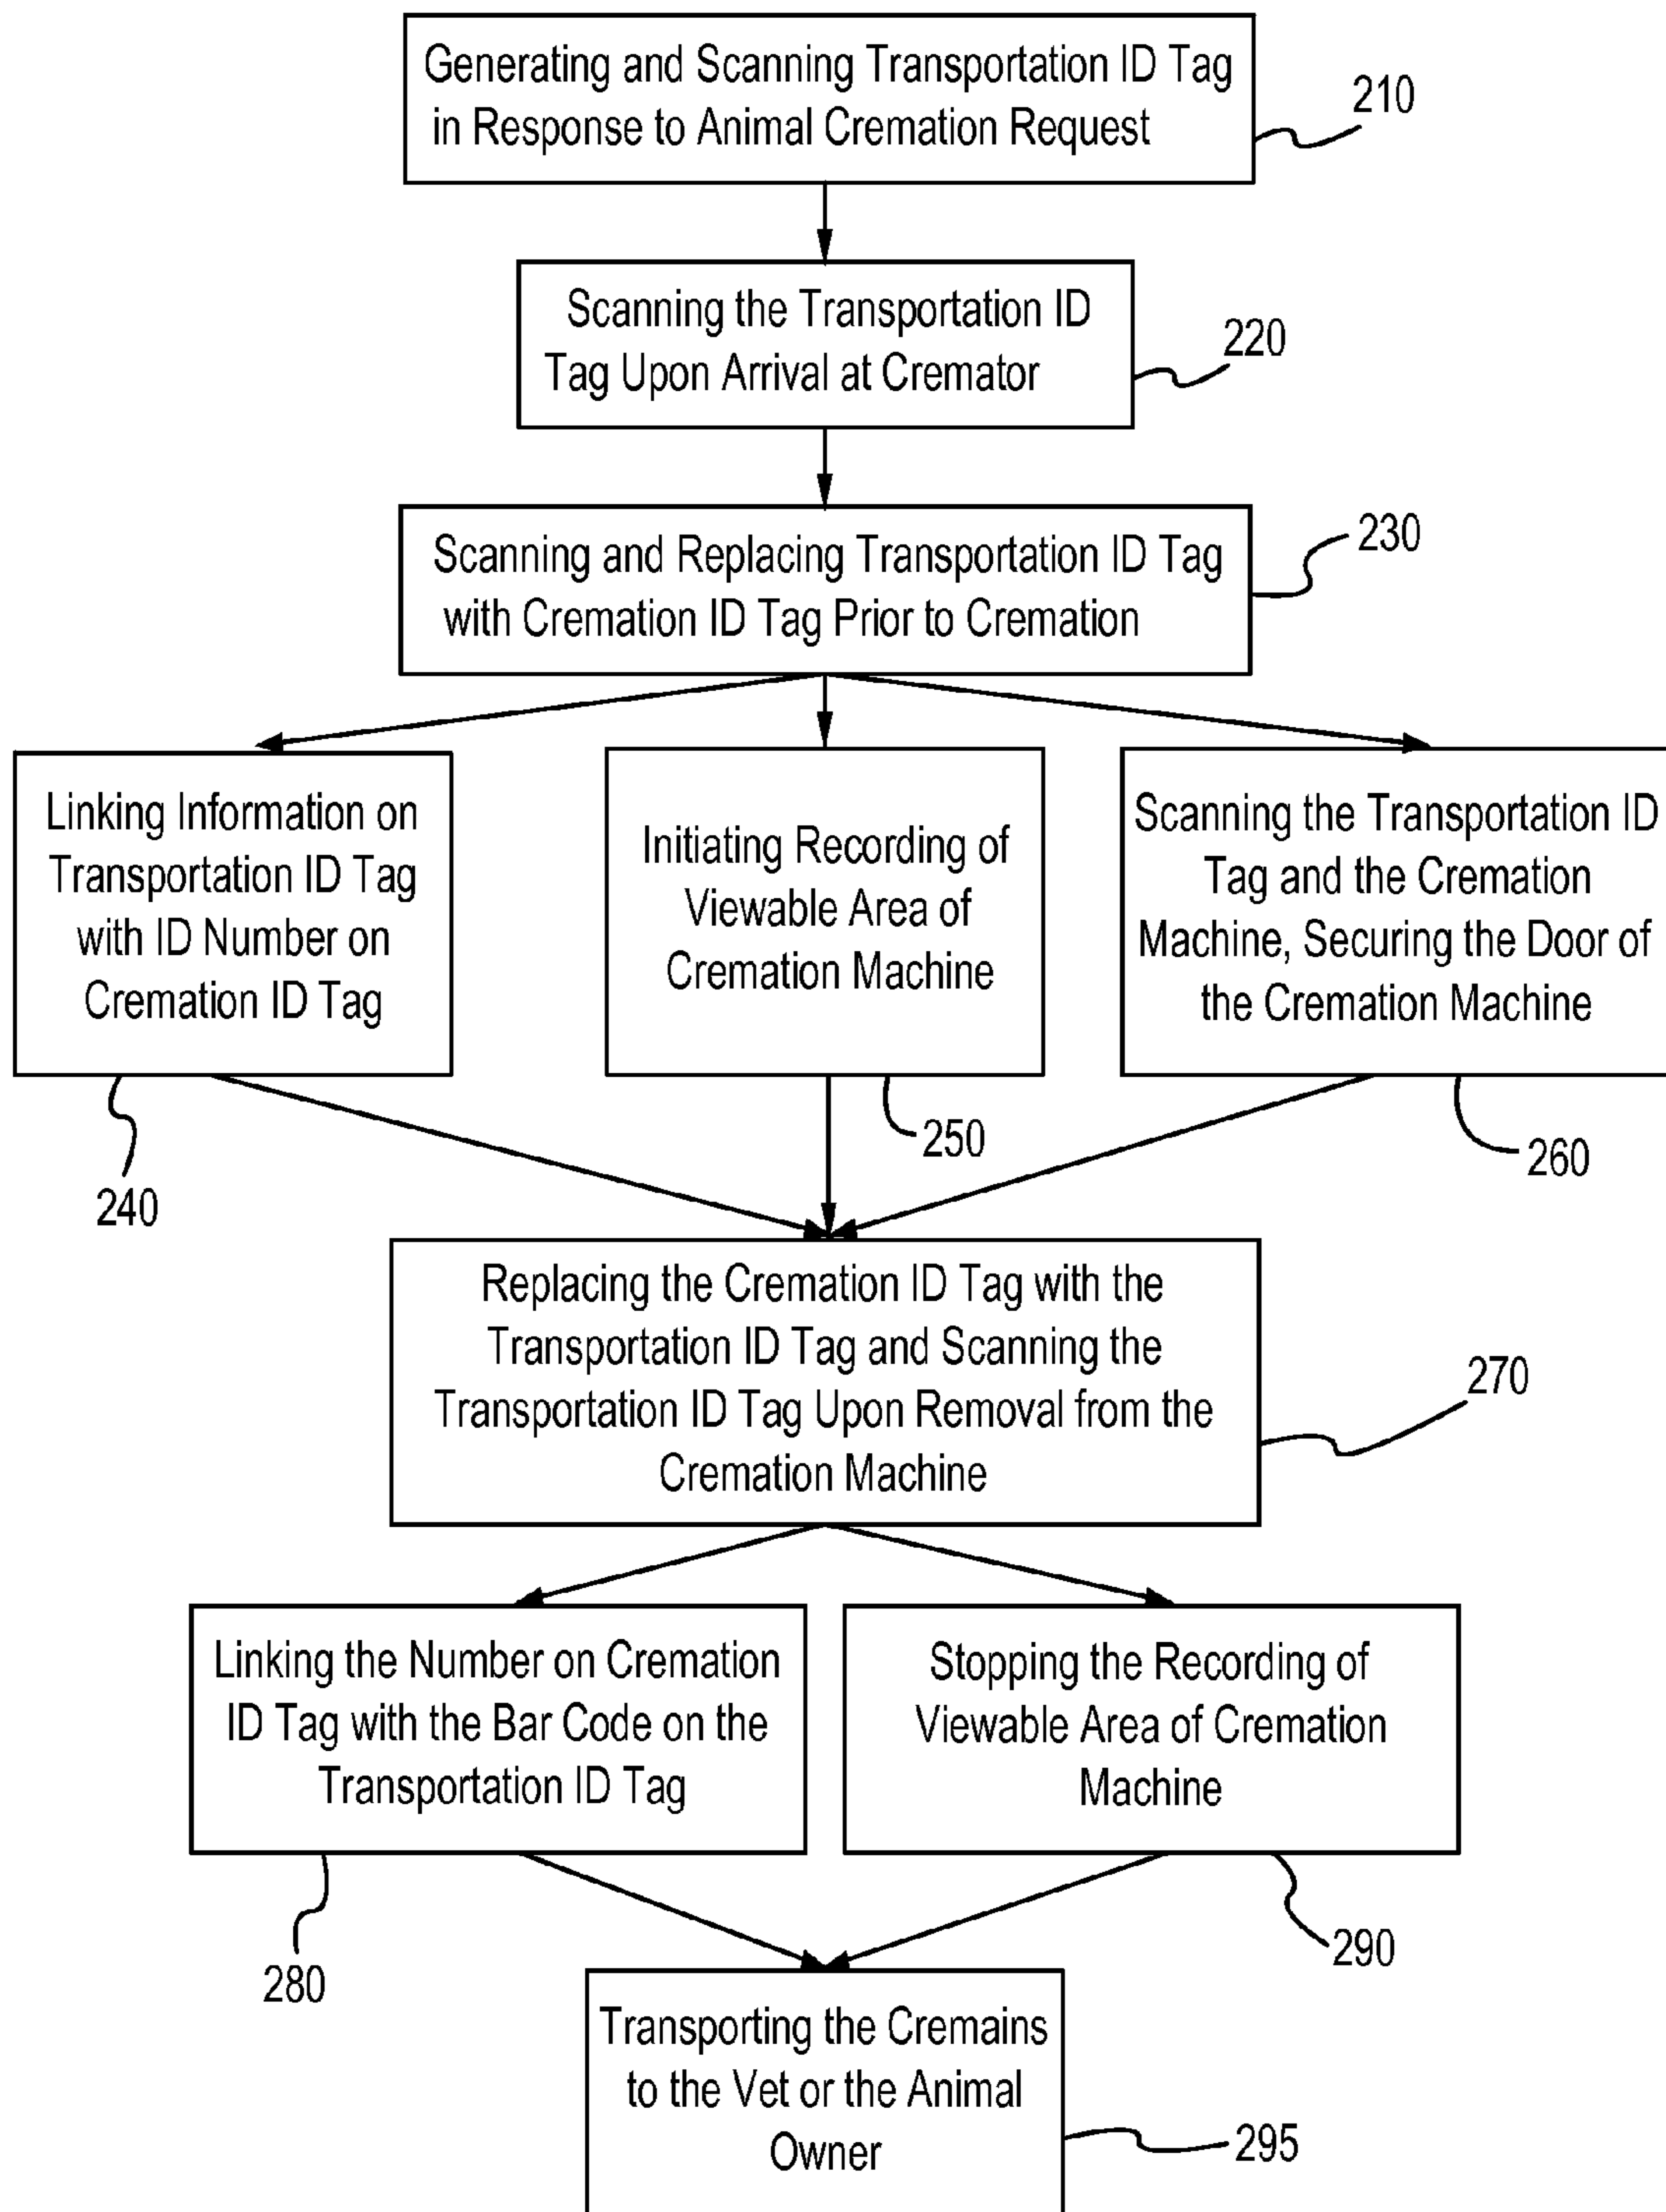 Generating and Scanning Transportation ID Tag
in Response to Animal Cremation Request
210
Scanning the Transportation ID
Tag Upon Arrival at Cremator
220
Scanning and Replacing Transportation ID Tag
with Cremation ID Tag Prior to Cremation
230
Linking Information on
Transportation ID Tag
with ID Number on
Cremation ID Tag
240
Initiating Recording of
Viewable Area of
Cremation Machine
250
Scanning the Transportation ID
Tag and the Cremation
Machine, Securing the Door of
the Cremation Machine
260
Replacing the Cremation ID Tag with the
Transportation ID Tag and Scanning the
Transportation ID Tag Upon Removal from the
Cremation Machine
270
Linking the Number on Cremation
ID Tag with the Bar Code on the
Transportation ID Tag
280
Stopping the Recording of
Viewable Area of Cremation
Machine
290
Transporting the Cremains
to the Vet or the Animal
Owner
295